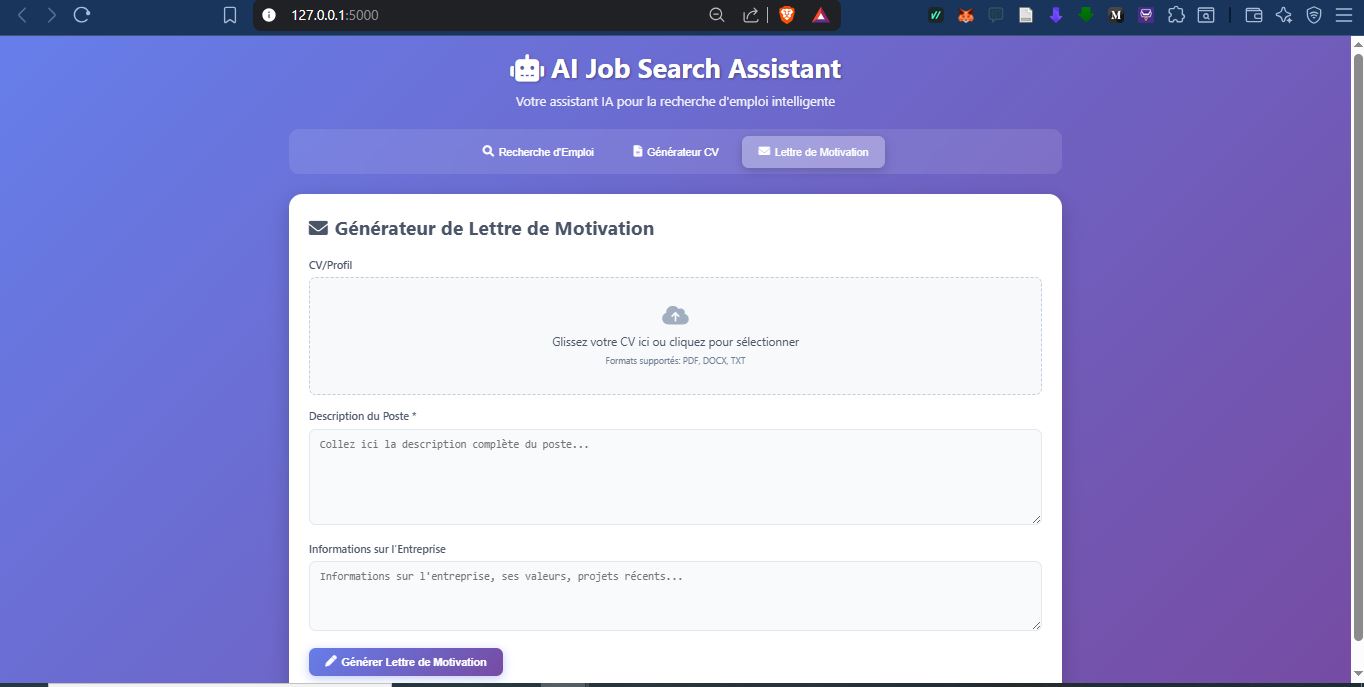 127.0.0.1:5000
M
AI Job Search Assistant
Votre assistant IA pour la recherche d'emploi intelligente
Recherche d'Emploi
Générateur CV
Lettre de Motivation
Générateur de Lettre de Motivation
CV/Profil
Glissez votre CV ici ou cliquez pour sélectionner
Formats supportés: PDF, DOCX, TXT
Description du Poste *
Collez ici la description complète du poste...
Informations sur l'Entreprise
Informations sur l'entreprise, ses valeurs, projets récents...
Générer Lettre de Motivation